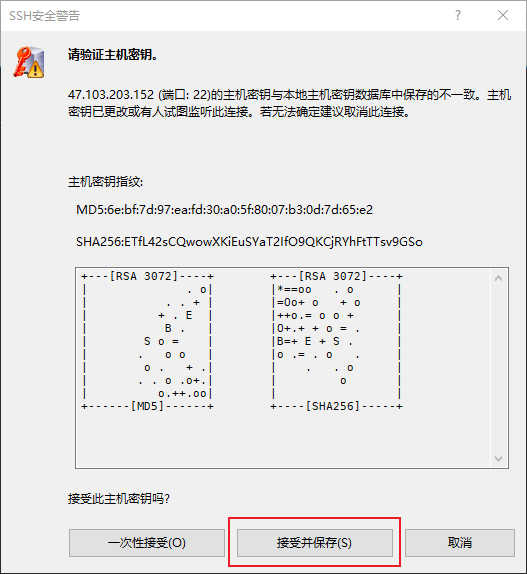 SSH安全警告
请验证主机密钥。
47.103.203.152 (端口: 22)的主机密钥与本地主机密钥数据库中保存的不一致。主机
密钥已更改或有人试图监听此连接。若无法确定建议取消此连接。
主机密钥指纹:
MD5:6e:bf:7d:97:ea:fd:30:a0:5f:80:07:b3:0d:7d:65:e2
SHA256:ETfL42sCQwowXKiEuSYaT2IfO9QKCjRYhFtTTsv9GSo
+---[RSA 3072]----+        +---[RSA 3072]----+
|              . o|        |*==oo   . o      |
|           . . + |        |=Oo+ o   + o     |
|          + . E  |        |++o.= o o +      |
|           B .   |        |O+.+ + o = .     |
|        S o =    |        |B=+ E + S .      |
|       .   o o   |        |o .= . o   .     |
|        o .   + .|        |    .   . o      |
|       . . o .o+.|        |         o       |
|          o.++.oo|        |                 |
+------[MD5]------+        +----[SHA256]-----+
接受此主机密钥吗?
一次性接受(O)
接受并保存(S)
取消